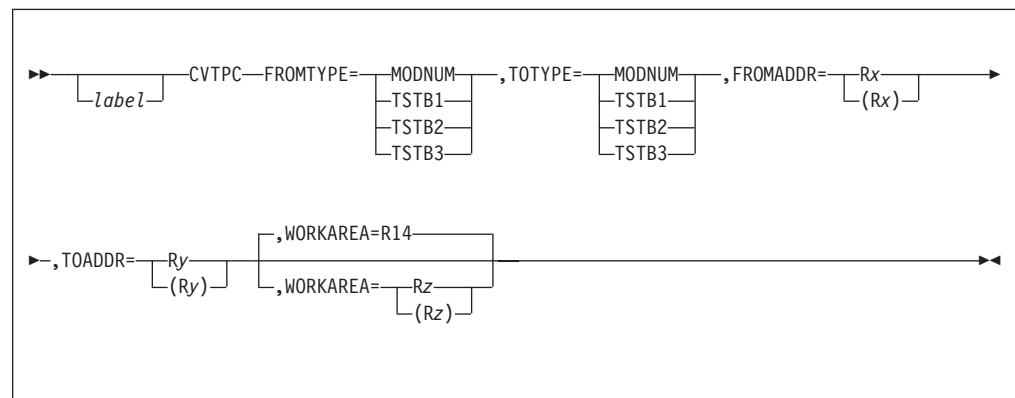 CVTPC FROMTYPE= MODNUM ,TOTYPE= MODNUM ,FROMADDR= Rx
label TSTB1 TSTB1 (Rx)
TSTB2 TSTB2
TSTB3 TSTB3
,WORKAREA=R14
,TOADDR= Ry
(Ry) ,WORKAREA= Rz
(Rz)